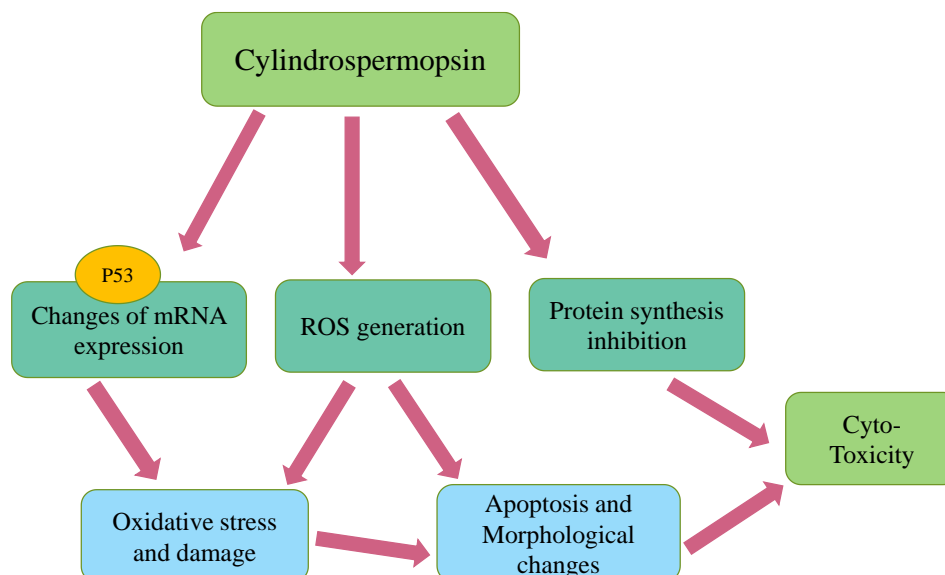 Cylindrospermopsin
P53
Changes of mRNA
expression
ROS generation
Protein synthesis
inhibition
Cyto-
Toxicity
Oxidative stress
and damage
Apoptosis and
Morphological
changes